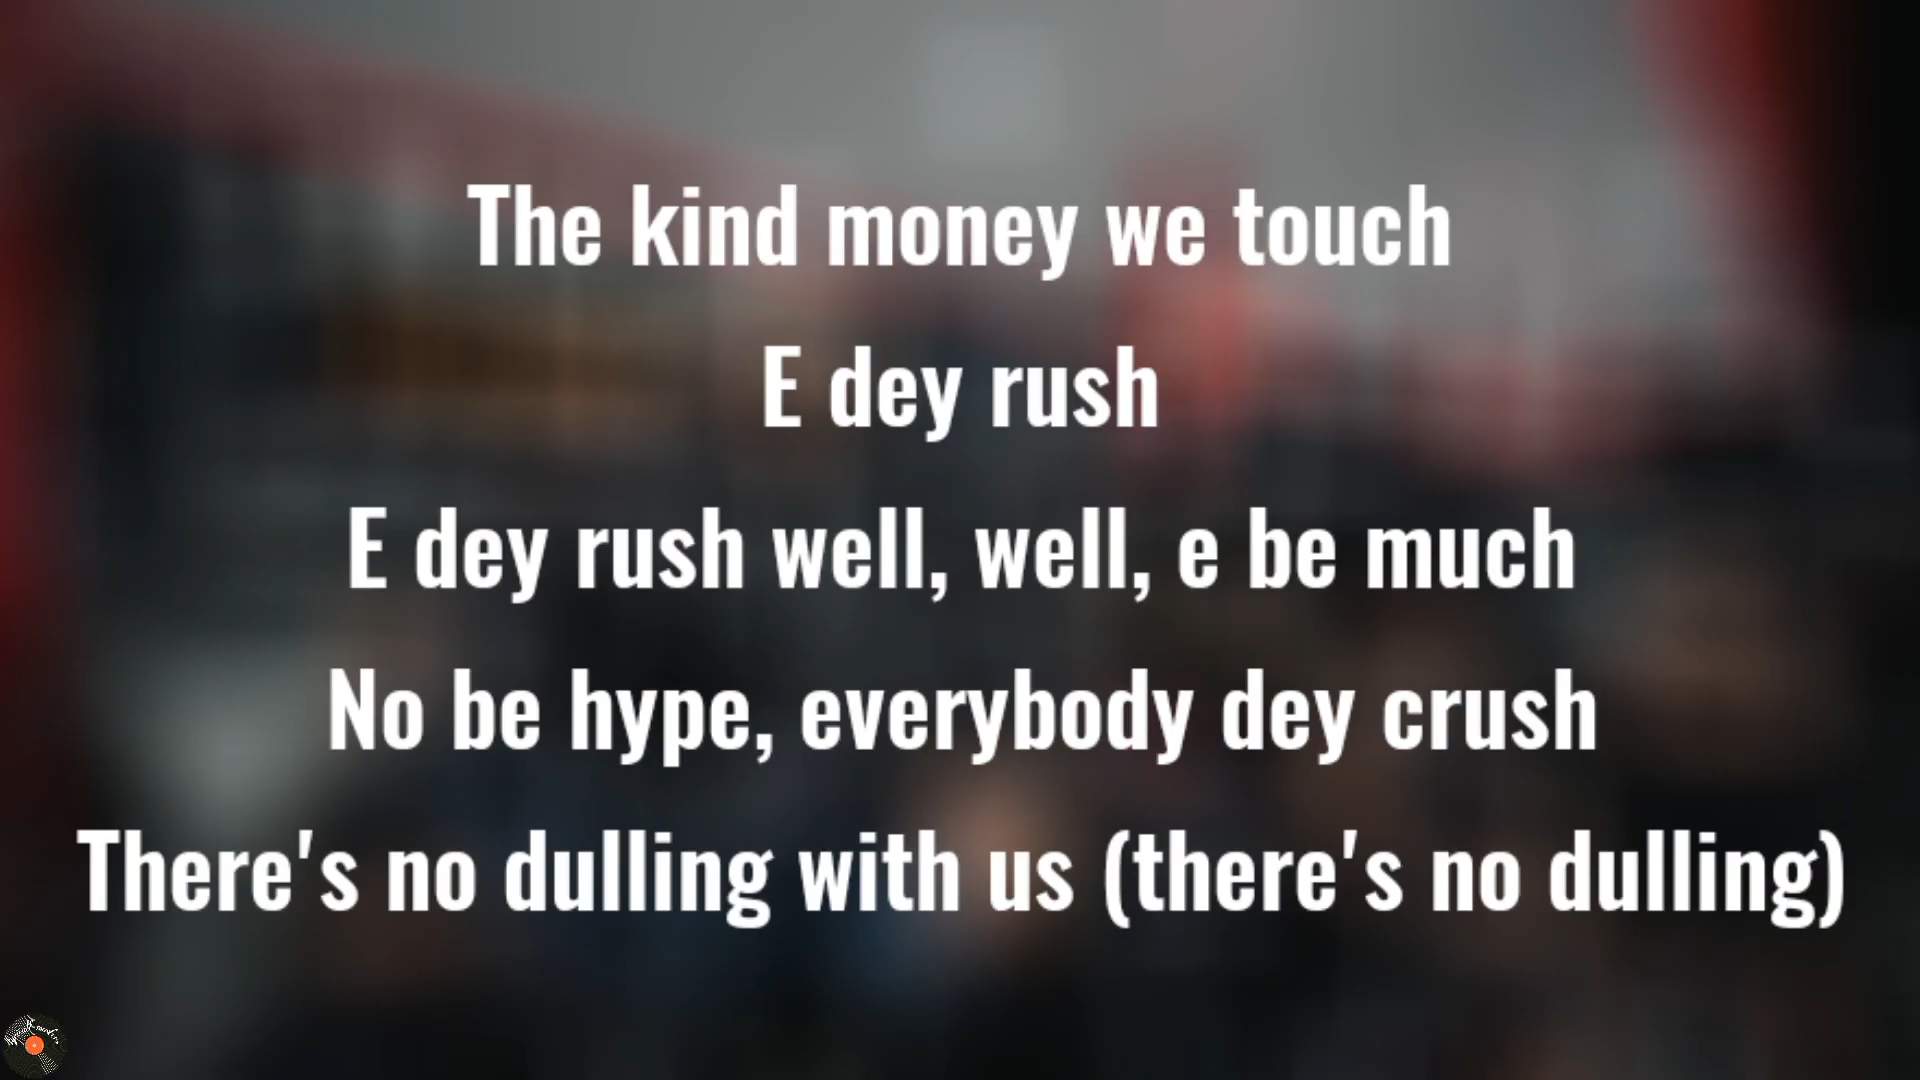 The kind money we touch
E dey rush
E dey rush well, well, e be much
No be hype, everybody dey crush
There's no dulling with us (there's no dulling)